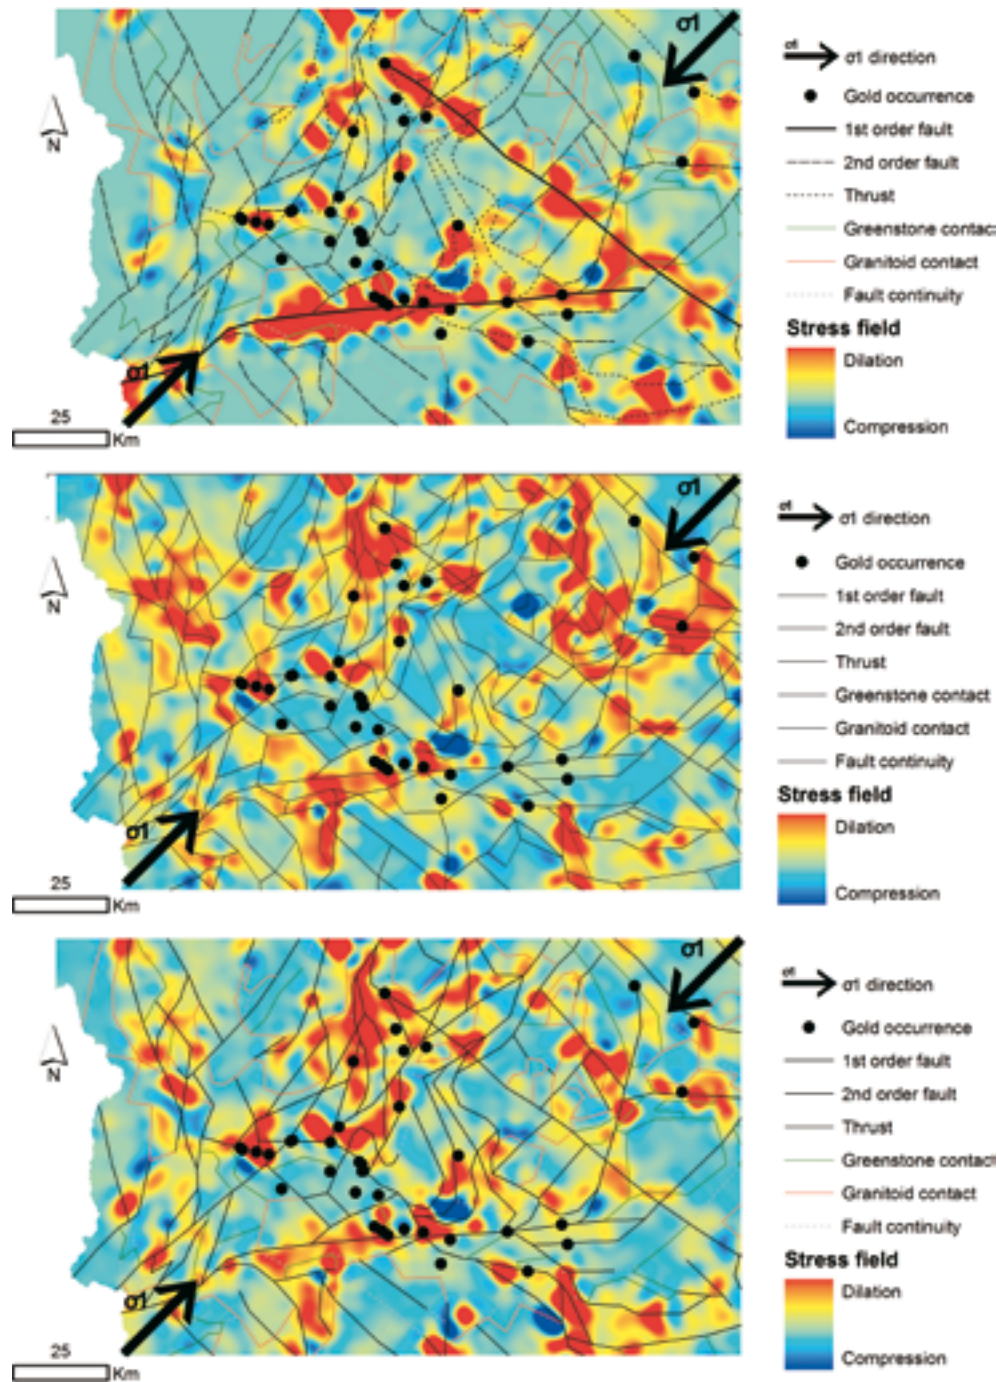 σ1
N
σ1
25
Km
σ1
σ1 direction
Gold occurrence
1st order fault
2nd order fault
Thrust
Greenstone contac
Granitoid contact
Fault continuity
Stress field
Dilation
Compression
σ1
N
σ1
25
Km
σ1
σ1 direction
Gold occurrence
1st order fault
2nd order fault
Thrust
Greenstone contact
Granitoid contact
Fault continuity
Stress field
Dilation
Compression
σ1
N
σ1
25
Km
σ1
σ1 direction
Gold occurrence
1st order fault
2nd order fault
Thrust
Greenstone contact
Granitoid contact
Fault continuity
Stress field
Dilation
Compression